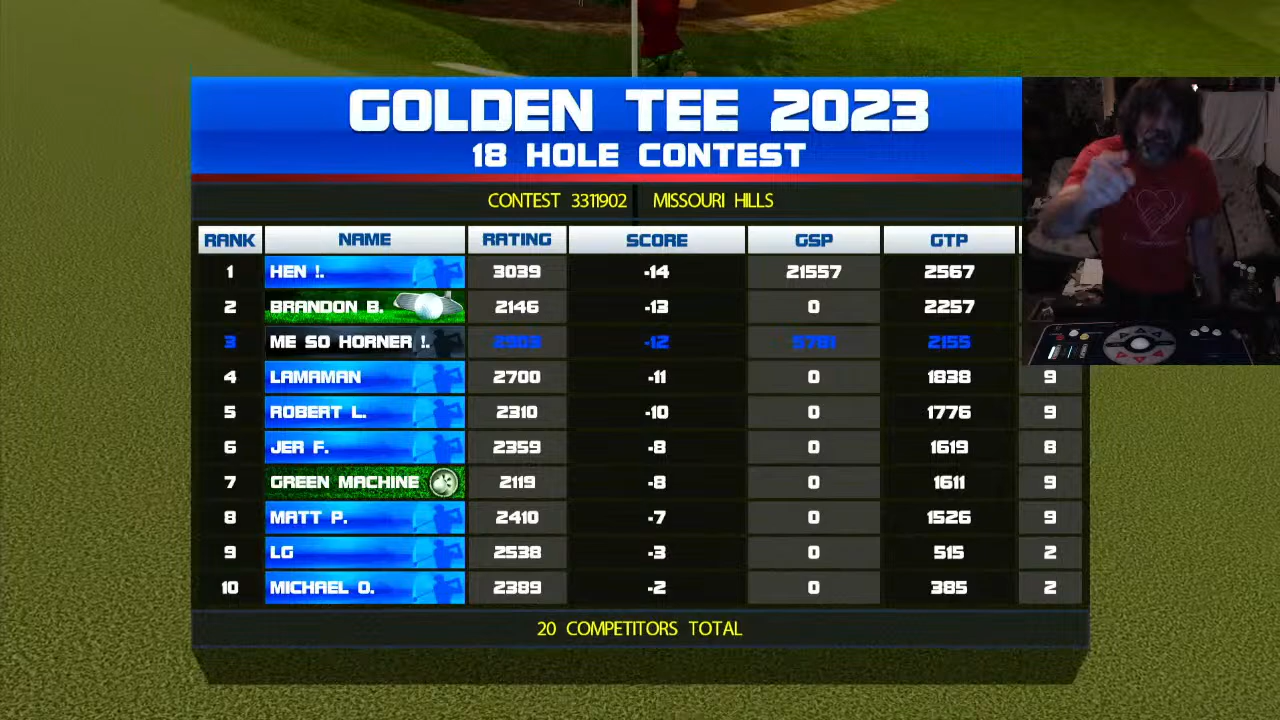 GOLDEN TEE 2023
18 HOLE CONTEST
CONTEST 3311902 MISSOURI HILLS
RANK NAME RATING SCORE GSP GTP
1 HEN !. 3039 -14 21557 2567
2 BRANDON B. 2146 -13 0 2257
3 ME SO HORNER !. 2903 -12 5781 2155
4 LAMAMAN 2700 -11 0 1838 9
5 ROBERT L. 2310 -10 0 1776 9
6 JER F. 2359 -8 0 1619 8
7 GREEN MACHINE 2119 -8 0 1611 9
8 MATT P. 2410 -7 0 1526 9
9 LG 2538 -3 0 515 2
10 MICHAEL O. 2389 -2 0 385 2
20 COMPETITORS TOTAL